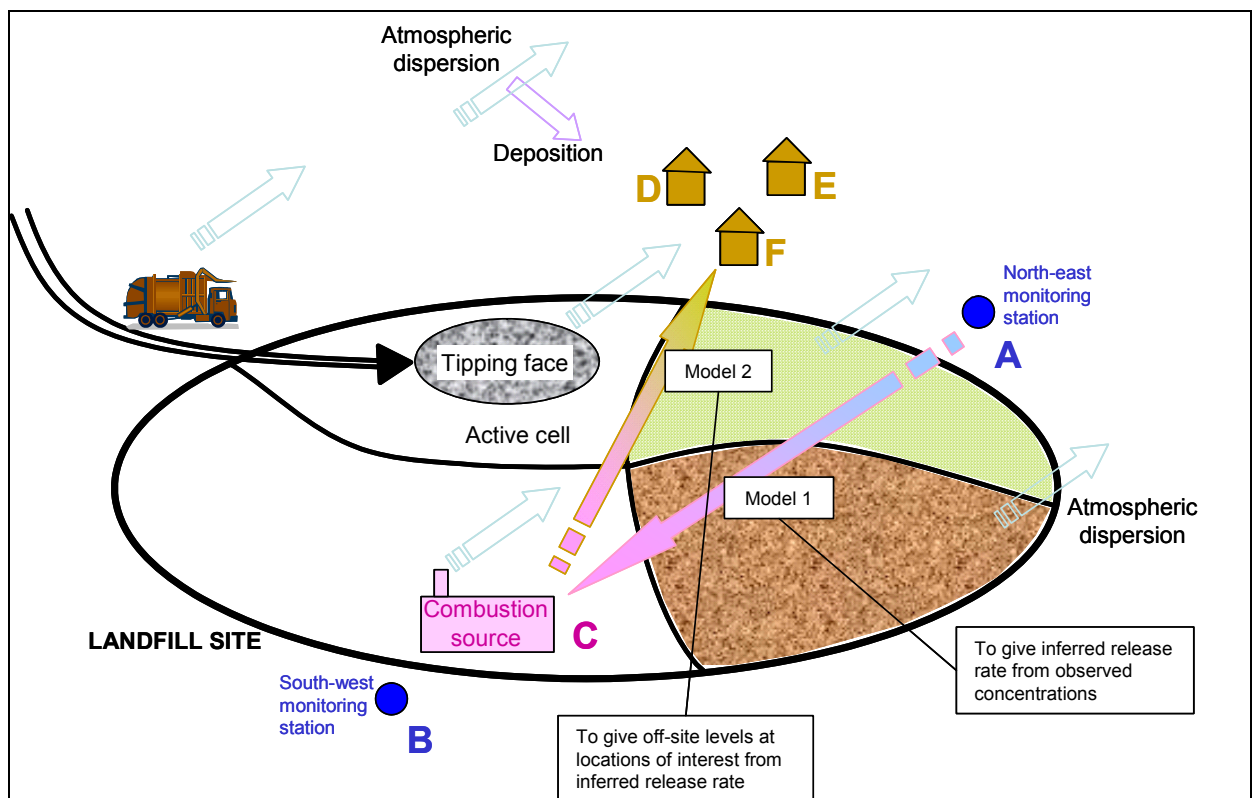 Atmospheric
dispersion
Deposition
D
E
F
North-east
monitoring
station
A
Tipping face
Model 2
Active cell
Model 1
Atmospheric
dispersion
Combustion
source
C
LANDFILL SITE
To give inferred release
rate from observed
concentrations
South-west
monitoring
station
B
To give off-site levels at
locations of interest from
inferred release rate